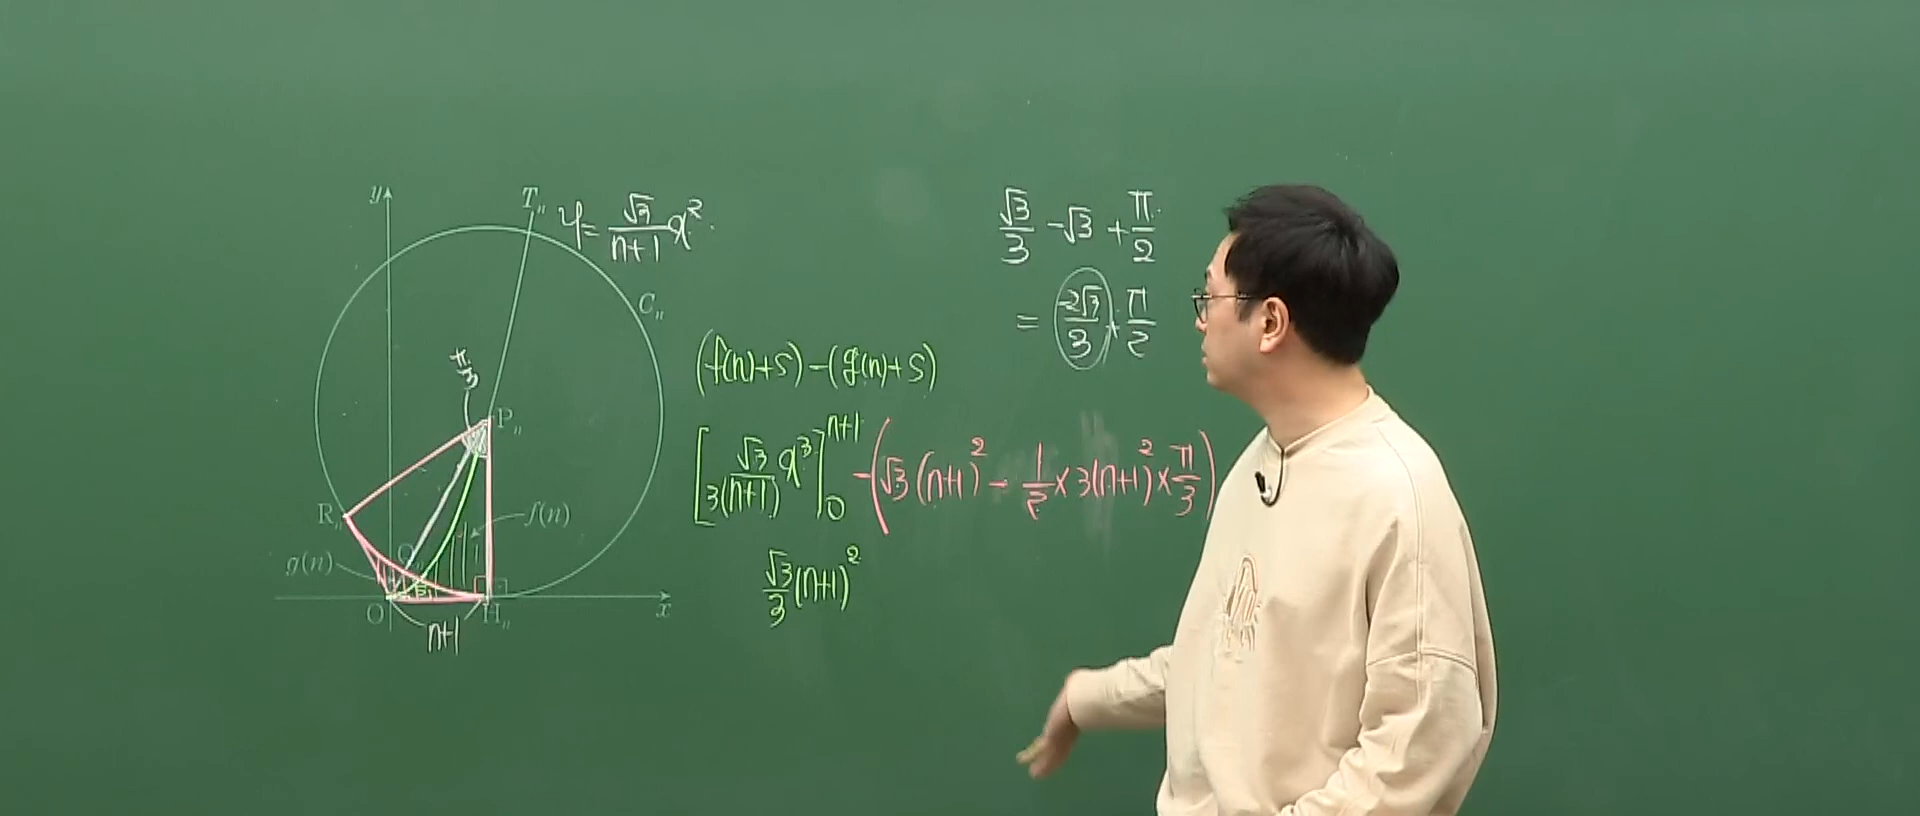 y
Tₙ
y = √3/(n+1) x²
Cₙ
π/3
Pₙ
Rₙ
f(n)
g(n)
Q
O
Hₙ
x
n+1
(f(n)+S)-(g(n)+S)
[√3/3(n+1) x³]₀ⁿ⁺¹ -(√3(n+1)² - 1/2 × 3(n+1)² × π/3)
√3/3 (n+1)²
√3/3 - √3 + π/2
= -2√3/3 + π/2